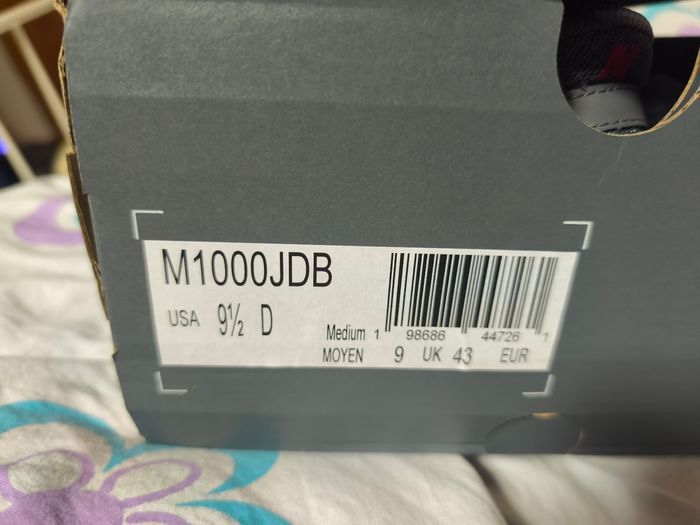 M1000JDB
USA 9½ D
Medium 1 98686 44726 1
MOYEN 9 UK 43 EUR